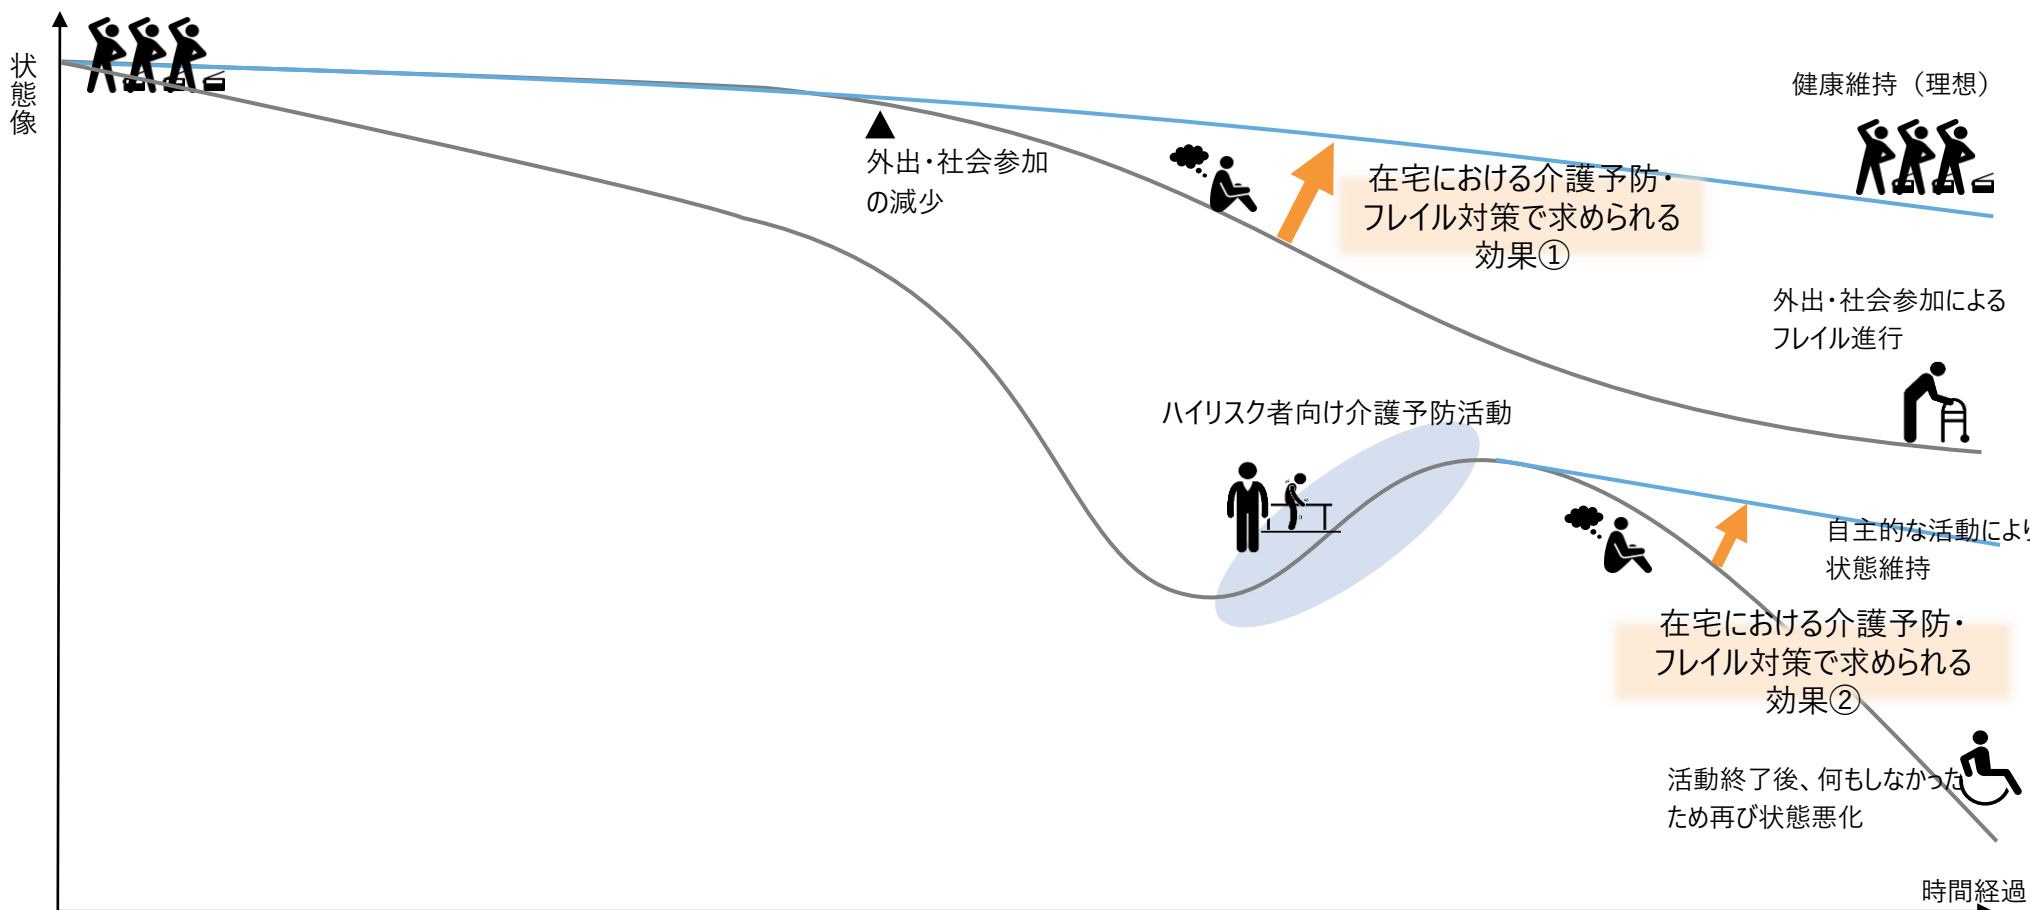 状態像
健康維持（理想）
外出・社会参加
の減少
在宅における介護予防・
フレイル対策で求められる
効果①
外出・社会参加による
フレイル進行
ハイリスク者向け介護予防活動
自主的な活動により
状態維持
在宅における介護予防・
フレイル対策で求められる
効果②
活動終了後、何もしなかった
ため再び状態悪化
時間経過